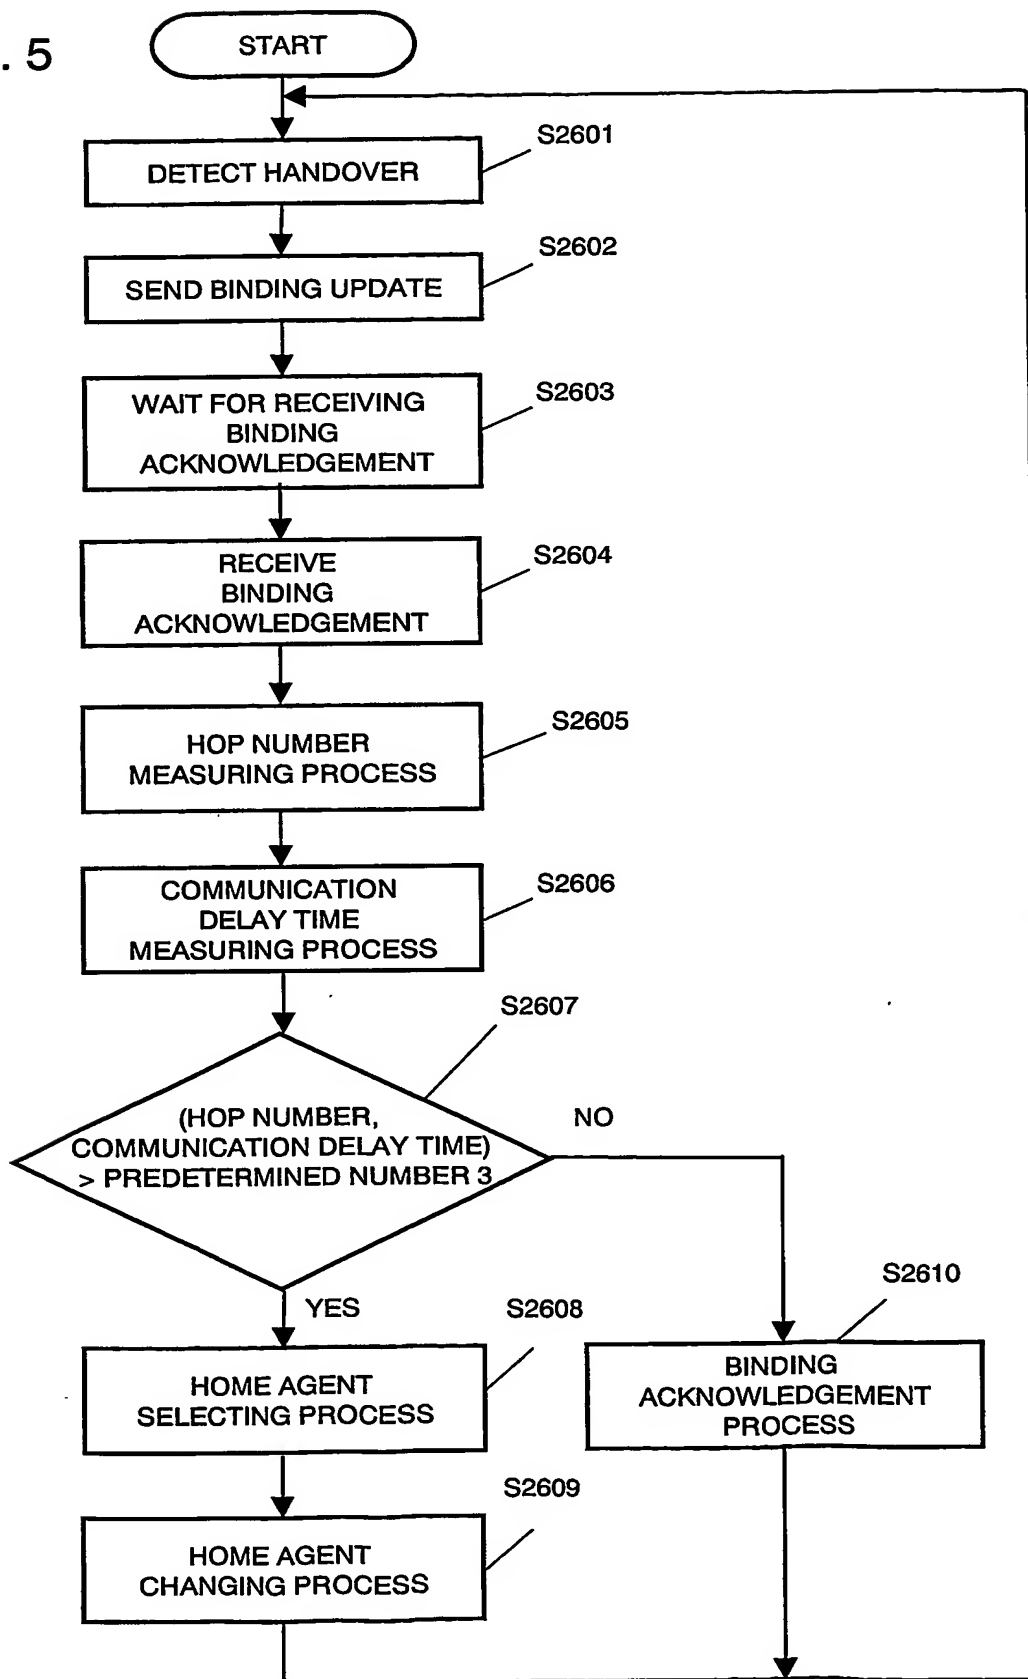 . 5
START
S2601
DETECT HANDOVER
S2602
SEND BINDING UPDATE
S2603
WAIT FOR RECEIVING
BINDING
ACKNOWLEDGEMENT
S2604
RECEIVE
BINDING
ACKNOWLEDGEMENT
S2605
HOP NUMBER
MEASURING PROCESS
S2606
COMMUNICATION
DELAY TIME
MEASURING PROCESS
S2607
(HOP NUMBER,
COMMUNICATION DELAY TIME)
> PREDETERMINED NUMBER 3
NO
YES
S2608
HOME AGENT
SELECTING PROCESS
S2610
BINDING
ACKNOWLEDGEMENT
PROCESS
S2609
HOME AGENT
CHANGING PROCESS